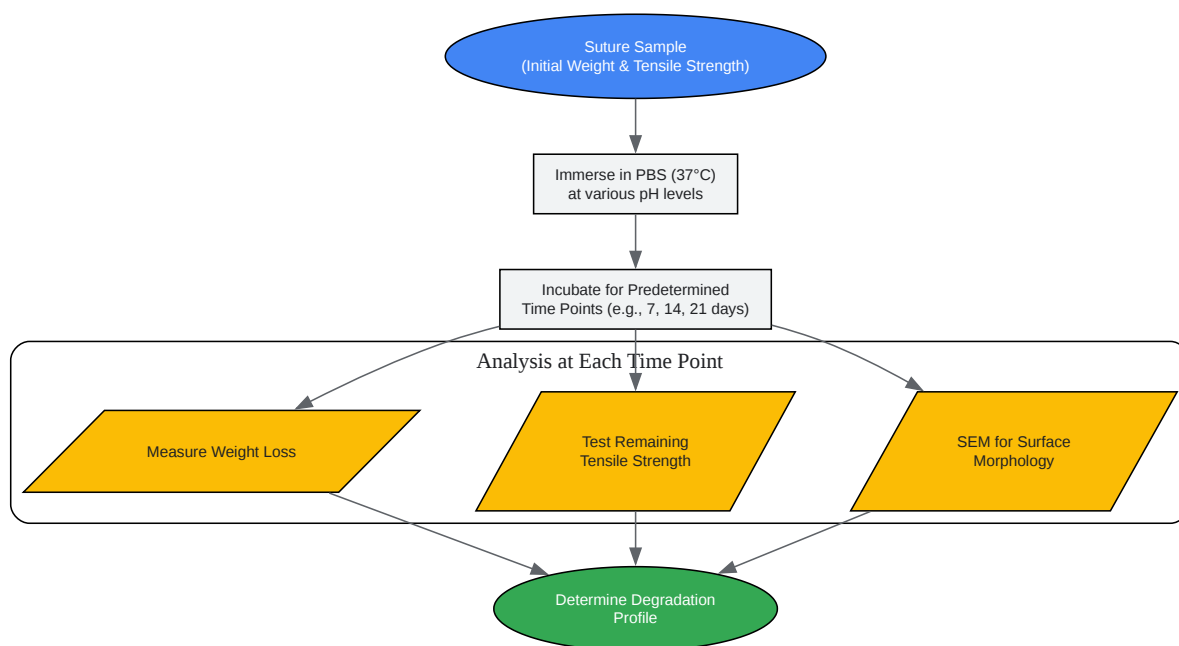 Suture Sample
(Initial Weight & Tensile Strength)
Immerse in PBS (37°C)
at various pH levels
Incubate for Predetermined
Time Points (e.g., 7, 14, 21 days)
Analysis at Each Time Point
Measure Weight Loss
Test Remaining
Tensile Strength
SEM for Surface
Morphology
Determine Degradation
Profile